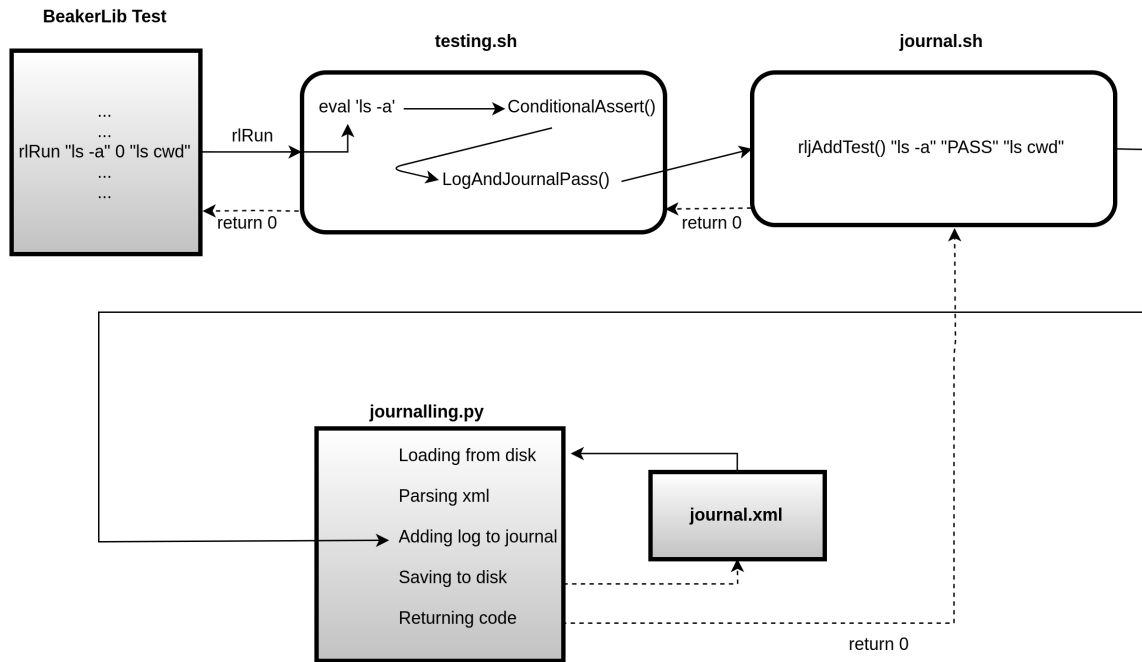 BeakerLib Test
...
...
rlRun "ls -a" 0 "ls cwd"
...
...
rlRun
return 0
testing.sh
eval 'ls -a'
ConditionalAssert()
LogAndJournalPass()
return 0
journal.sh
rljAddTest() "ls -a" "PASS" "ls cwd"
journalling.py
Loading from disk
Parsing xml
Adding log to journal
Saving to disk
Returning code
journal.xml
return 0